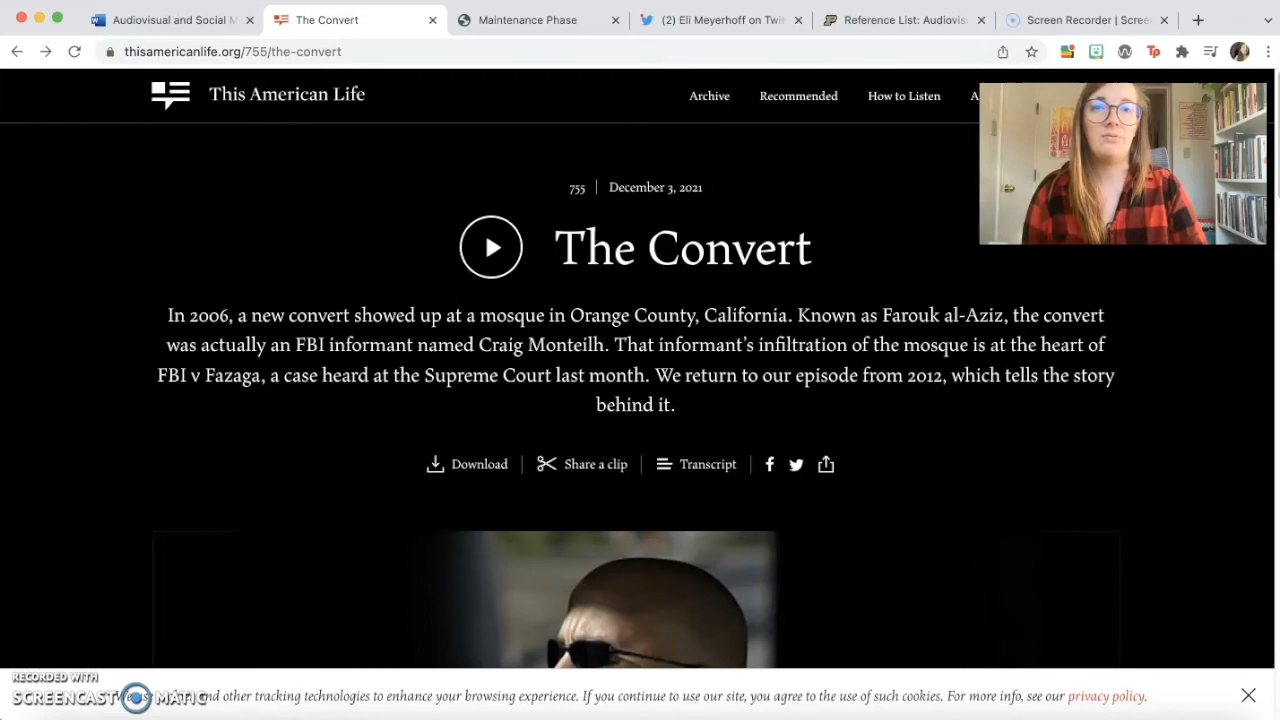 Audiovisual and Social M
The Convert
Maintenance Phase
(2) Eli Meyerhoff on Twit
Reference List: Audiovis
Screen Recorder | Scree
thisamericanlife.org/755/the-convert
This American Life
Archive
Recommended
How to Listen
A
755
December 3, 2021
The Convert
In 2006, a new convert showed up at a mosque in Orange County, California. Known as Farouk al-Aziz, the convert
was actually an FBI informant named Craig Monteilh. That informant's infiltration of the mosque is at the heart of
FBI v Fazaga, a case heard at the Supreme Court last month. We return to our episode from 2012, which tells the story
behind it.
Download
Share a clip
Transcript
RECORDED WITH
SCREENCAST MATIC
and other tracking technologies to enhance your browsing experience. If you continue to use our site, you agree to the use of such cookies. For more info, see our privacy policy.